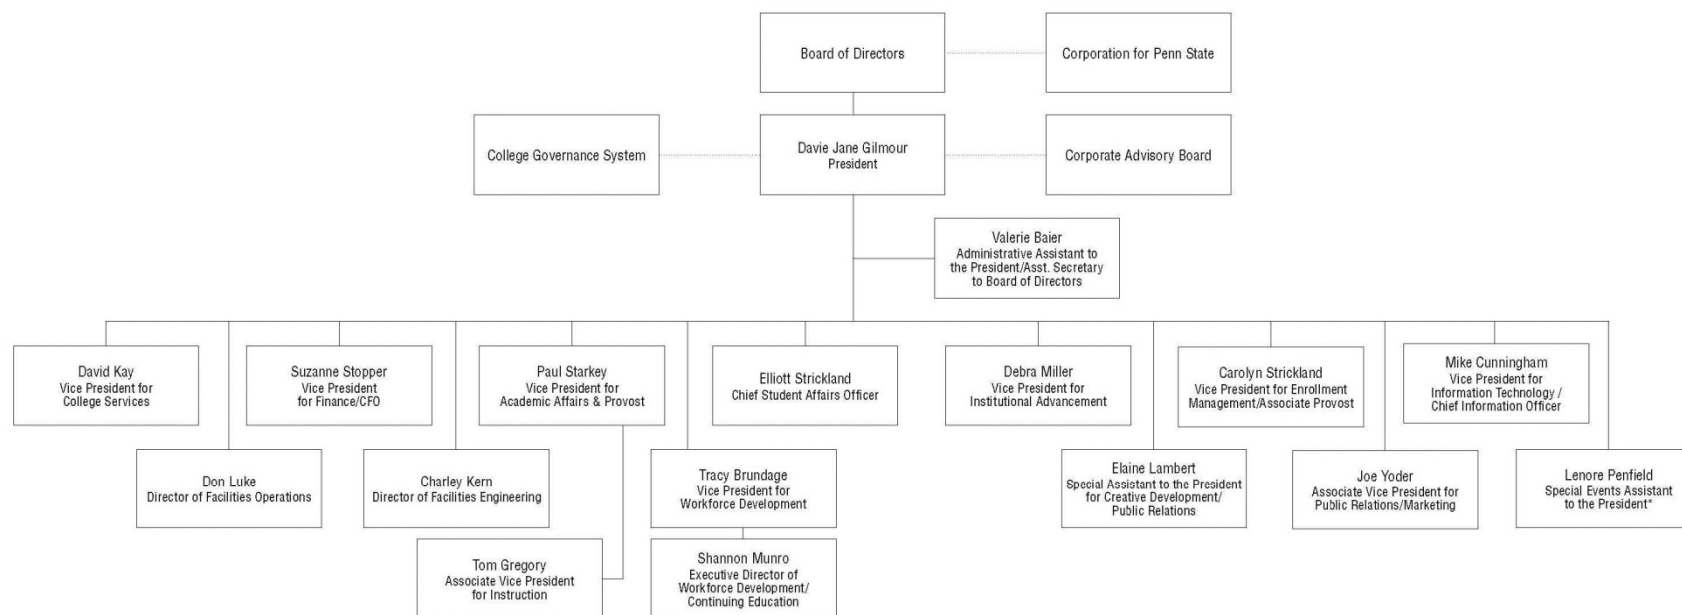 Board of Directors
Corporation for Penn State
College Governance System
Davie Jane Gilmour
President
Corporate Advisory Board
Valerie Baier
Administrative Assistant to
the President/Asst. Secretary
to Board of Directors
David Kay
Vice President for
College Services
Suzanne Stopper
Vice President
for Finance/CFO
Paul Starkey
Vice President for
Academic Affairs & Provost
Elliott Strickland
Chief Student Affairs Officer
Debra Miller
Vice President for
Institutional Advancement
Carolyn Strickland
Vice President for Enrollment
Management/Associate Provost
Mike Cunningham
Vice President for
Information Technology /
Chief Information Officer
Don Luke
Director of Facilities Operations
Charley Kern
Director of Facilities Engineering
Tracy Brundage
Vice President for
Workforce Development
Elaine Lambert
Special Assistant to the President
for Creative Development/
Public Relations
Joe Yoder
Associate Vice President for
Public Relations/Marketing
Lenore Penfield
Special Events Assistant
to the President*
Tom Gregory
Associate Vice President
for Instruction
Shannon Munro
Executive Director of
Workforce Development/
Continuing Education